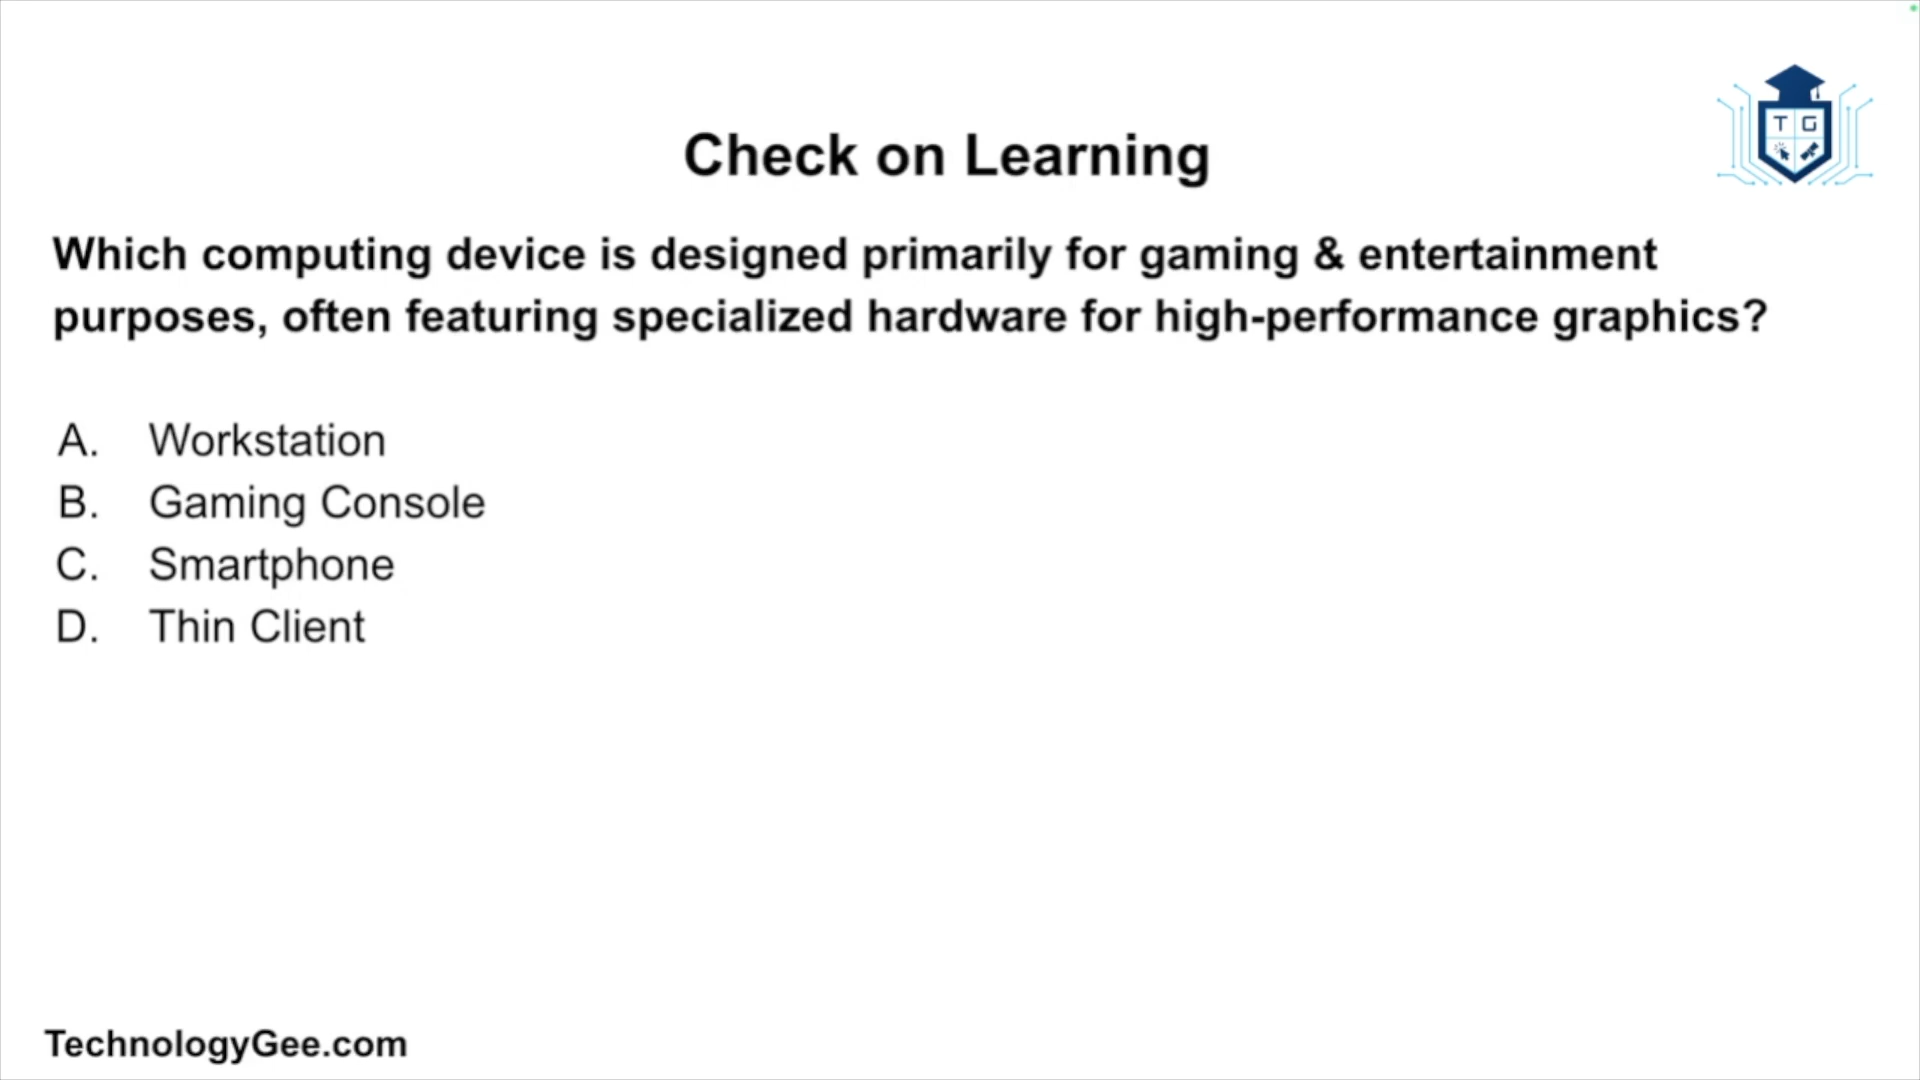 T G
Check on Learning
Which computing device is designed primarily for gaming & entertainment
purposes, often featuring specialized hardware for high-performance graphics?
A. Workstation
B. Gaming Console
C. Smartphone
D. Thin Client
TechnologyGee.com